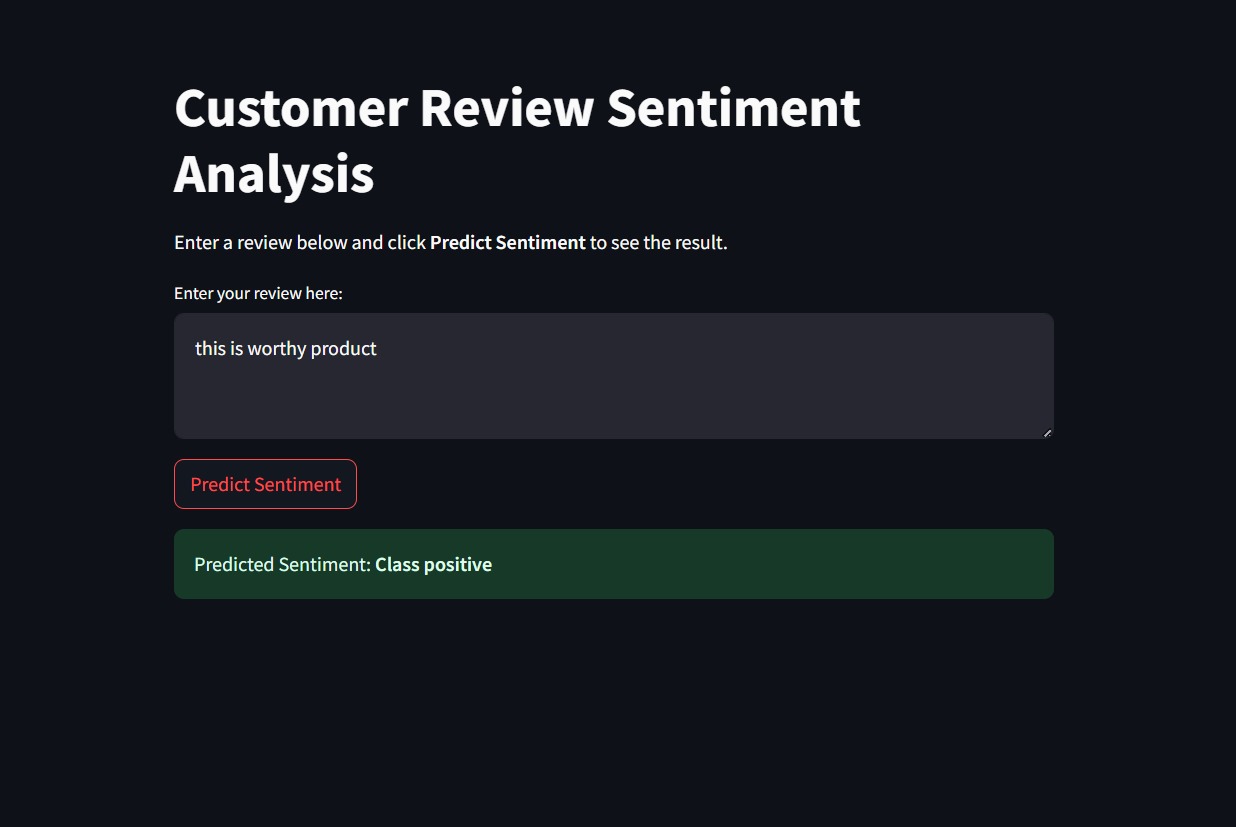 Customer Review Sentiment
Analysis
Enter a review below and click Predict Sentiment to see the result.
Enter your review here:
this is worthy product
Predict Sentiment
Predicted Sentiment: Class positive